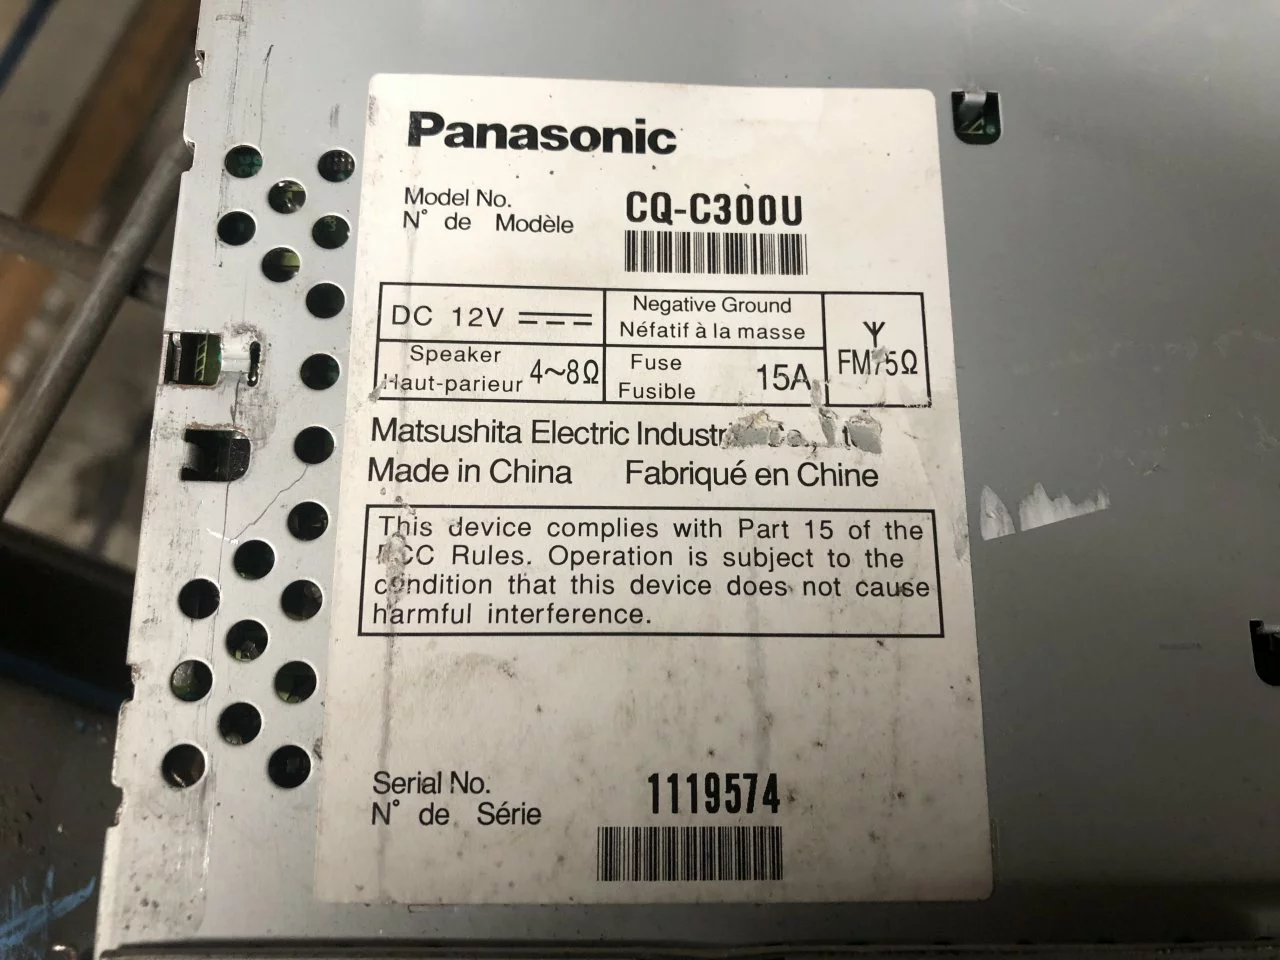 Panasonic
Model No.
N° de Modèle
CQ-C300U
DC 12V
Negative Ground
Néfatif à la masse
Speaker
Haut-parieur
4~8Ω
Fuse
Fusible
15A
FM75Ω
Matsushita Electric
Made in China Fabriqué en Chine
This device complies with Part 15 of the
FCC Rules. Operation is subject to the
condition that this device does not cause
harmful interference.
Serial No.
N° de Série
1119574